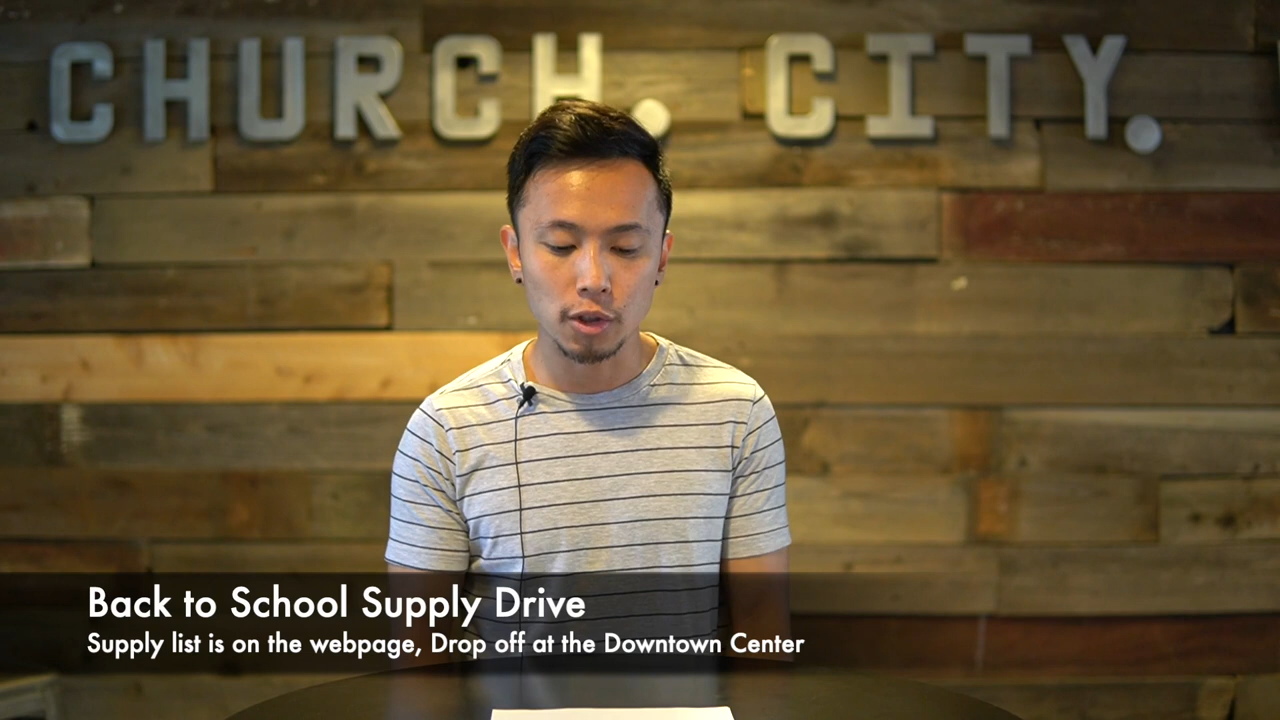 CHURCH. CITY.
Back to School Supply Drive
Supply list is on the webpage, Drop off at the Downtown Center